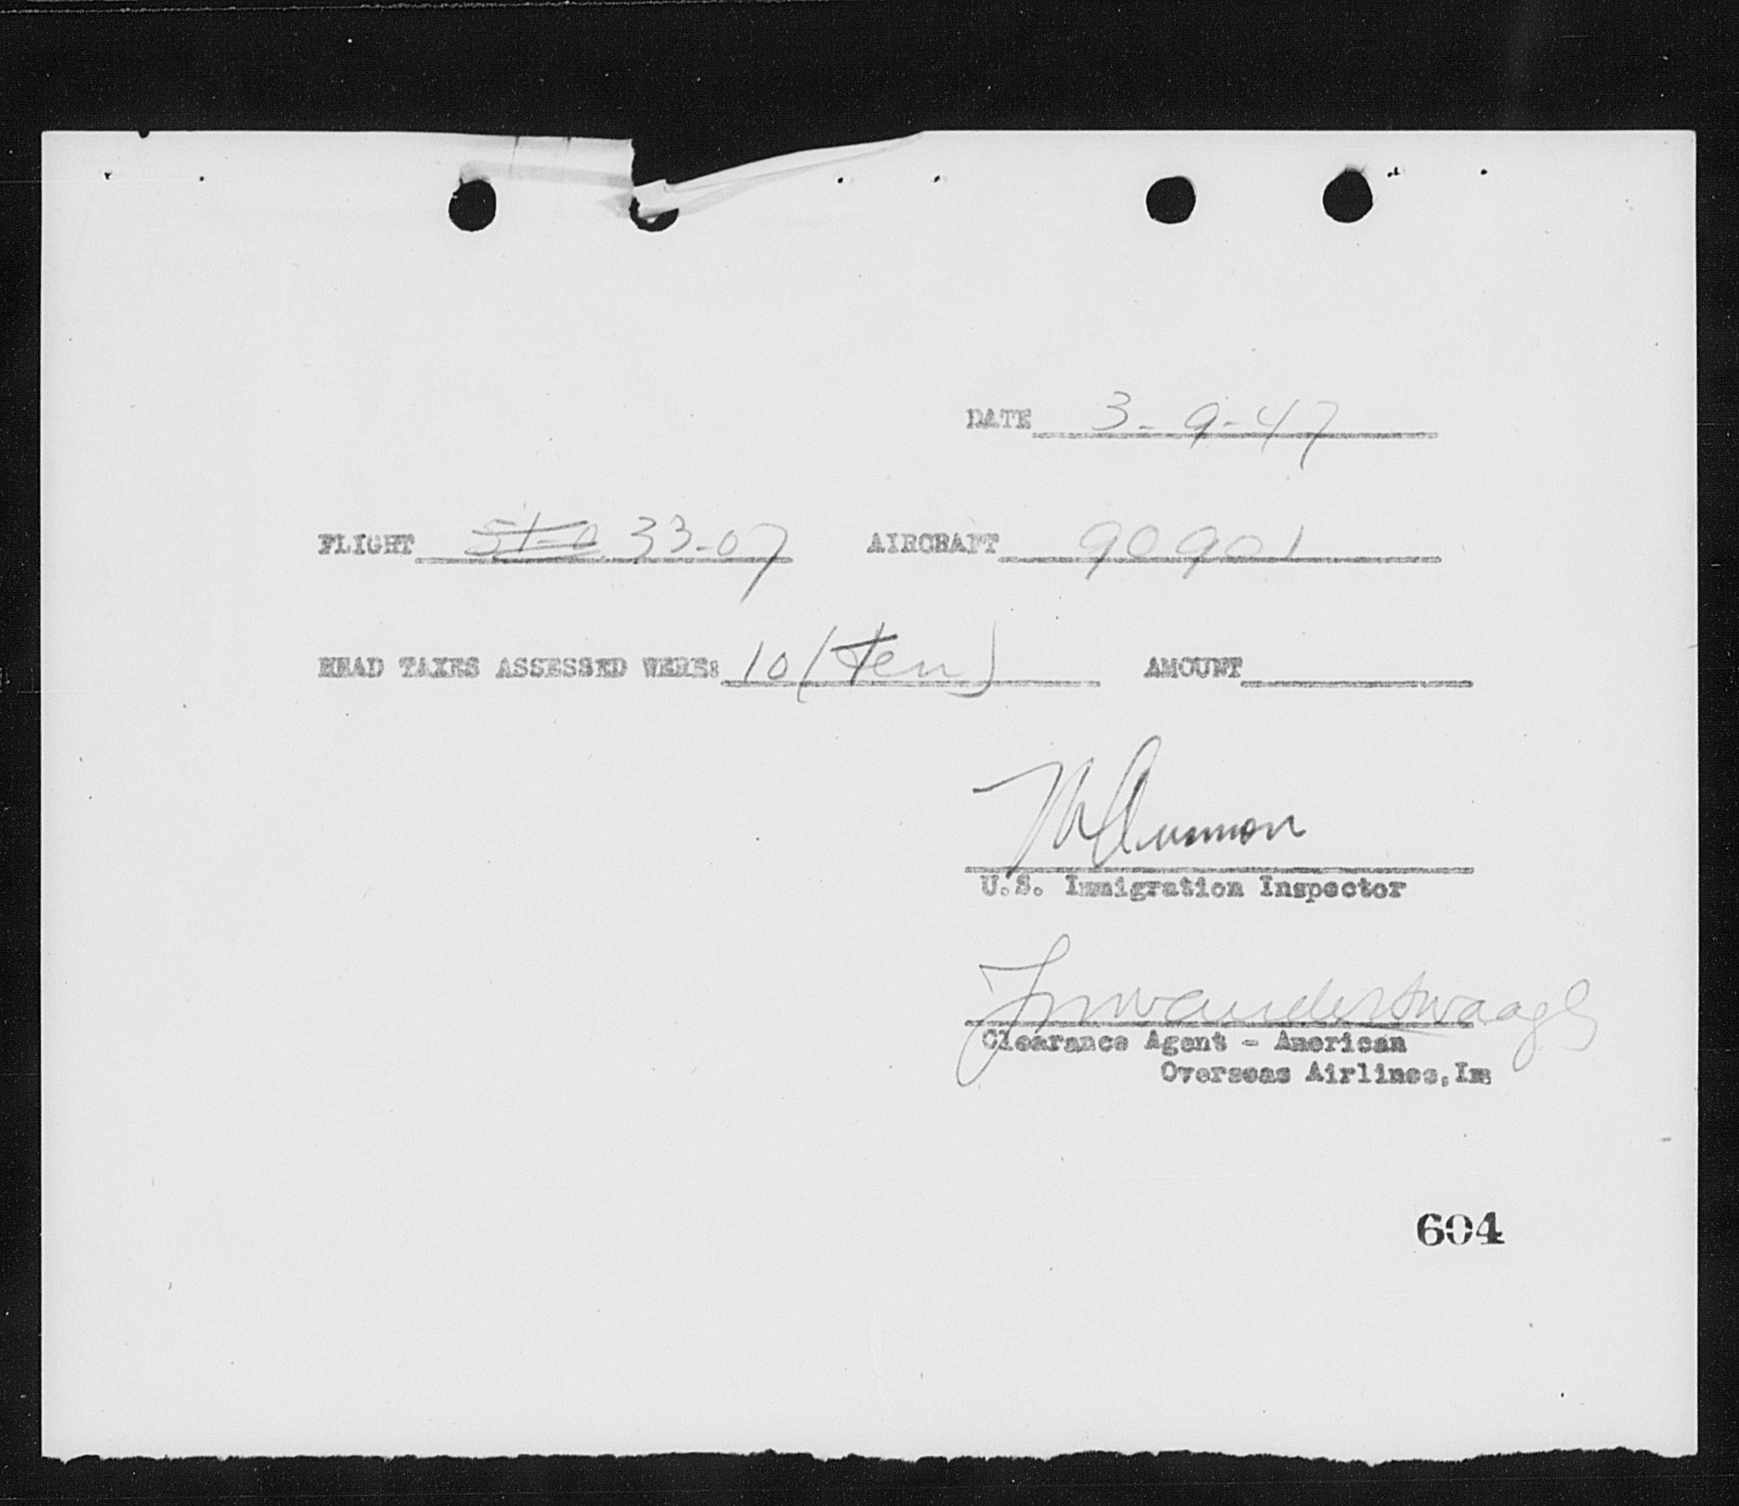 DATE 3-9-47
FLIGHT 33-07 AIRCRAFT 90901
HEAD TAXES ASSESSED WERE: 10 (ten) AMOUNT
U.S. Immigration Inspector
Clearance Agent - American
Overseas Airlines, In
604